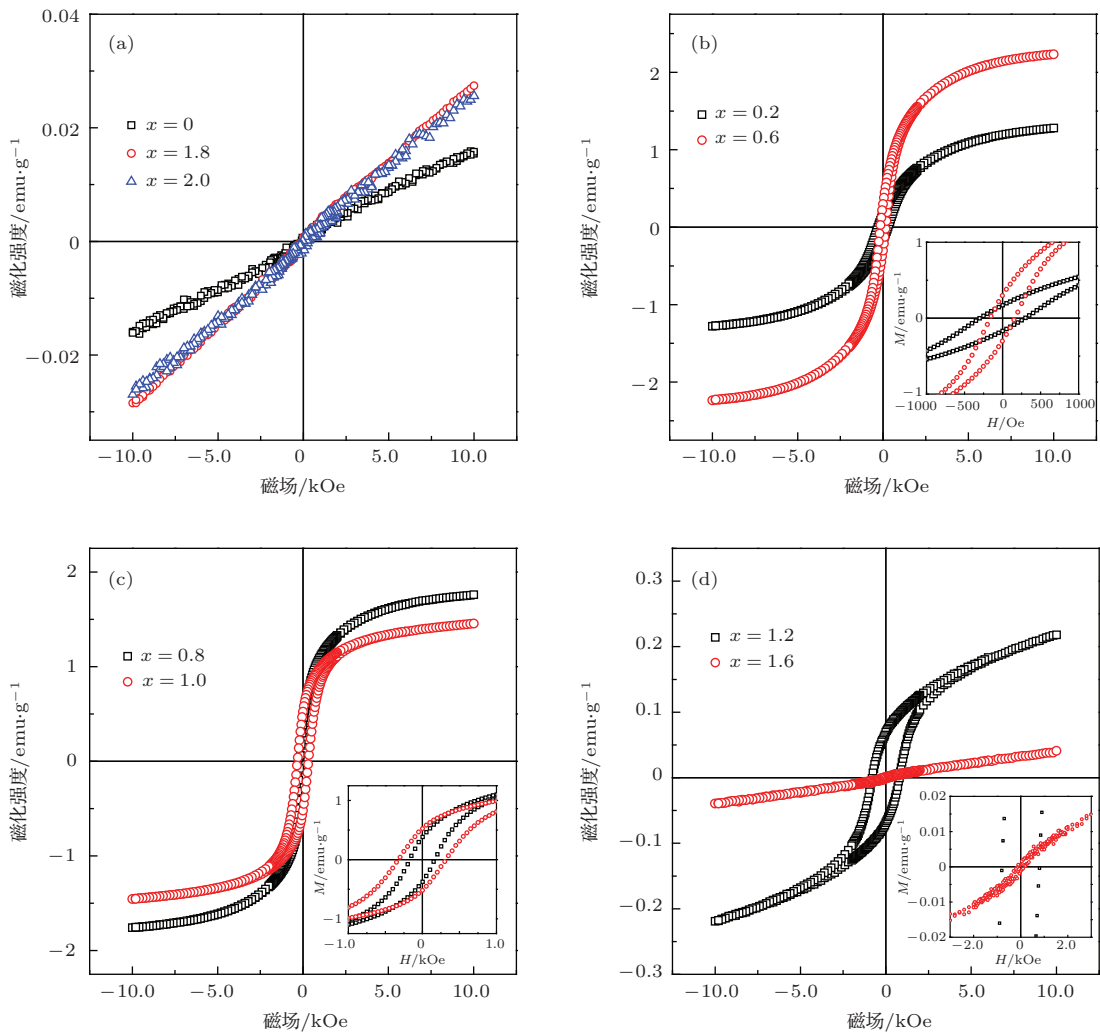 (a)
0.04
0.02
0
−0.02
x = 0
x = 1.8
x = 2.0
磁化强度/emu·g−1
−10.0 −5.0 0 5.0 10.0
磁场/kOe
(b)
2
1
0
−1
−2
x = 0.2
x = 0.6
磁化强度/emu·g−1
1
0
−1
M/emu·g−1
−1000 −500 0 500 1000
H/Oe
−10.0 −5.0 0 5.0 10.0
磁场/kOe
(c)
2
1
0
−1
−2
x = 0.8
x = 1.0
磁化强度/emu·g−1
1
0
−1
M/emu·g−1
−1.0 0 1.0
H/kOe
−10.0 −5.0 0 5.0 10.0
磁场/kOe
(d)
0.3
0.2
0.1
0
−0.1
−0.2
−0.3
x = 1.2
x = 1.6
磁化强度/emu·g−1
0.02
0.01
0
−0.01
−0.02
M/emu·g−1
−2.0 0 2.0
H/kOe
−10.0 −5.0 0 5.0 10.0
磁场/kOe